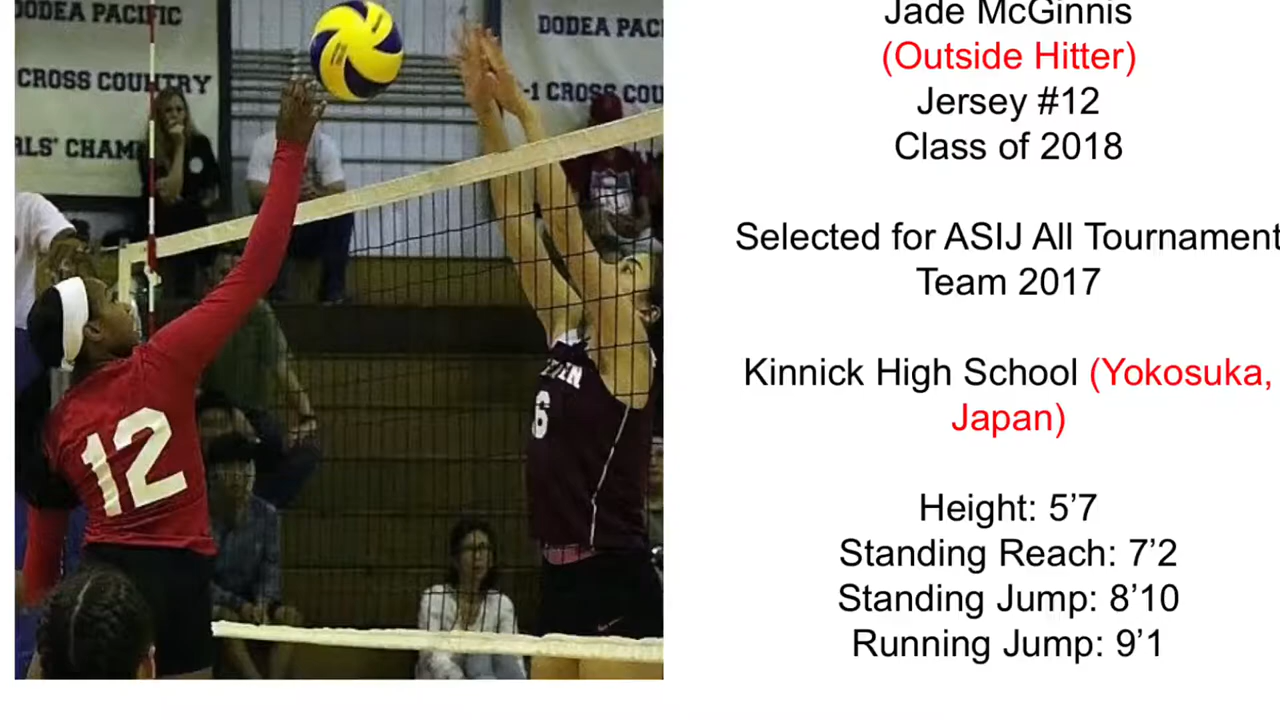 DODEA PACIFIC
CROSS COUNTRY
RLS' CHAM
DODEA PACI
-1 CROSS COU
12
6
Jade McGinnis
(Outside Hitter)
Jersey #12
Class of 2018
Selected for ASIJ All Tournament
Team 2017
Kinnick High School (Yokosuka,
Japan)
Height: 5’7
Standing Reach: 7’2
Standing Jump: 8’10
Running Jump: 9’1